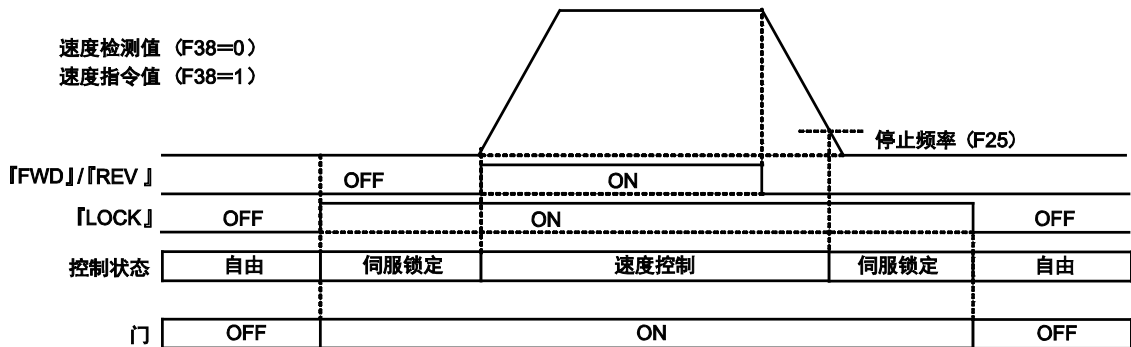 速度检测值（F38＝0）
速度指令值（F38＝1）
停止频率（F25）
『FWD』/『REV 』 OFF ON
『LOCK』 OFF ON OFF
控制状态 自由 伺服锁定 速度控制 伺服锁定 自由
门 OFF ON OFF